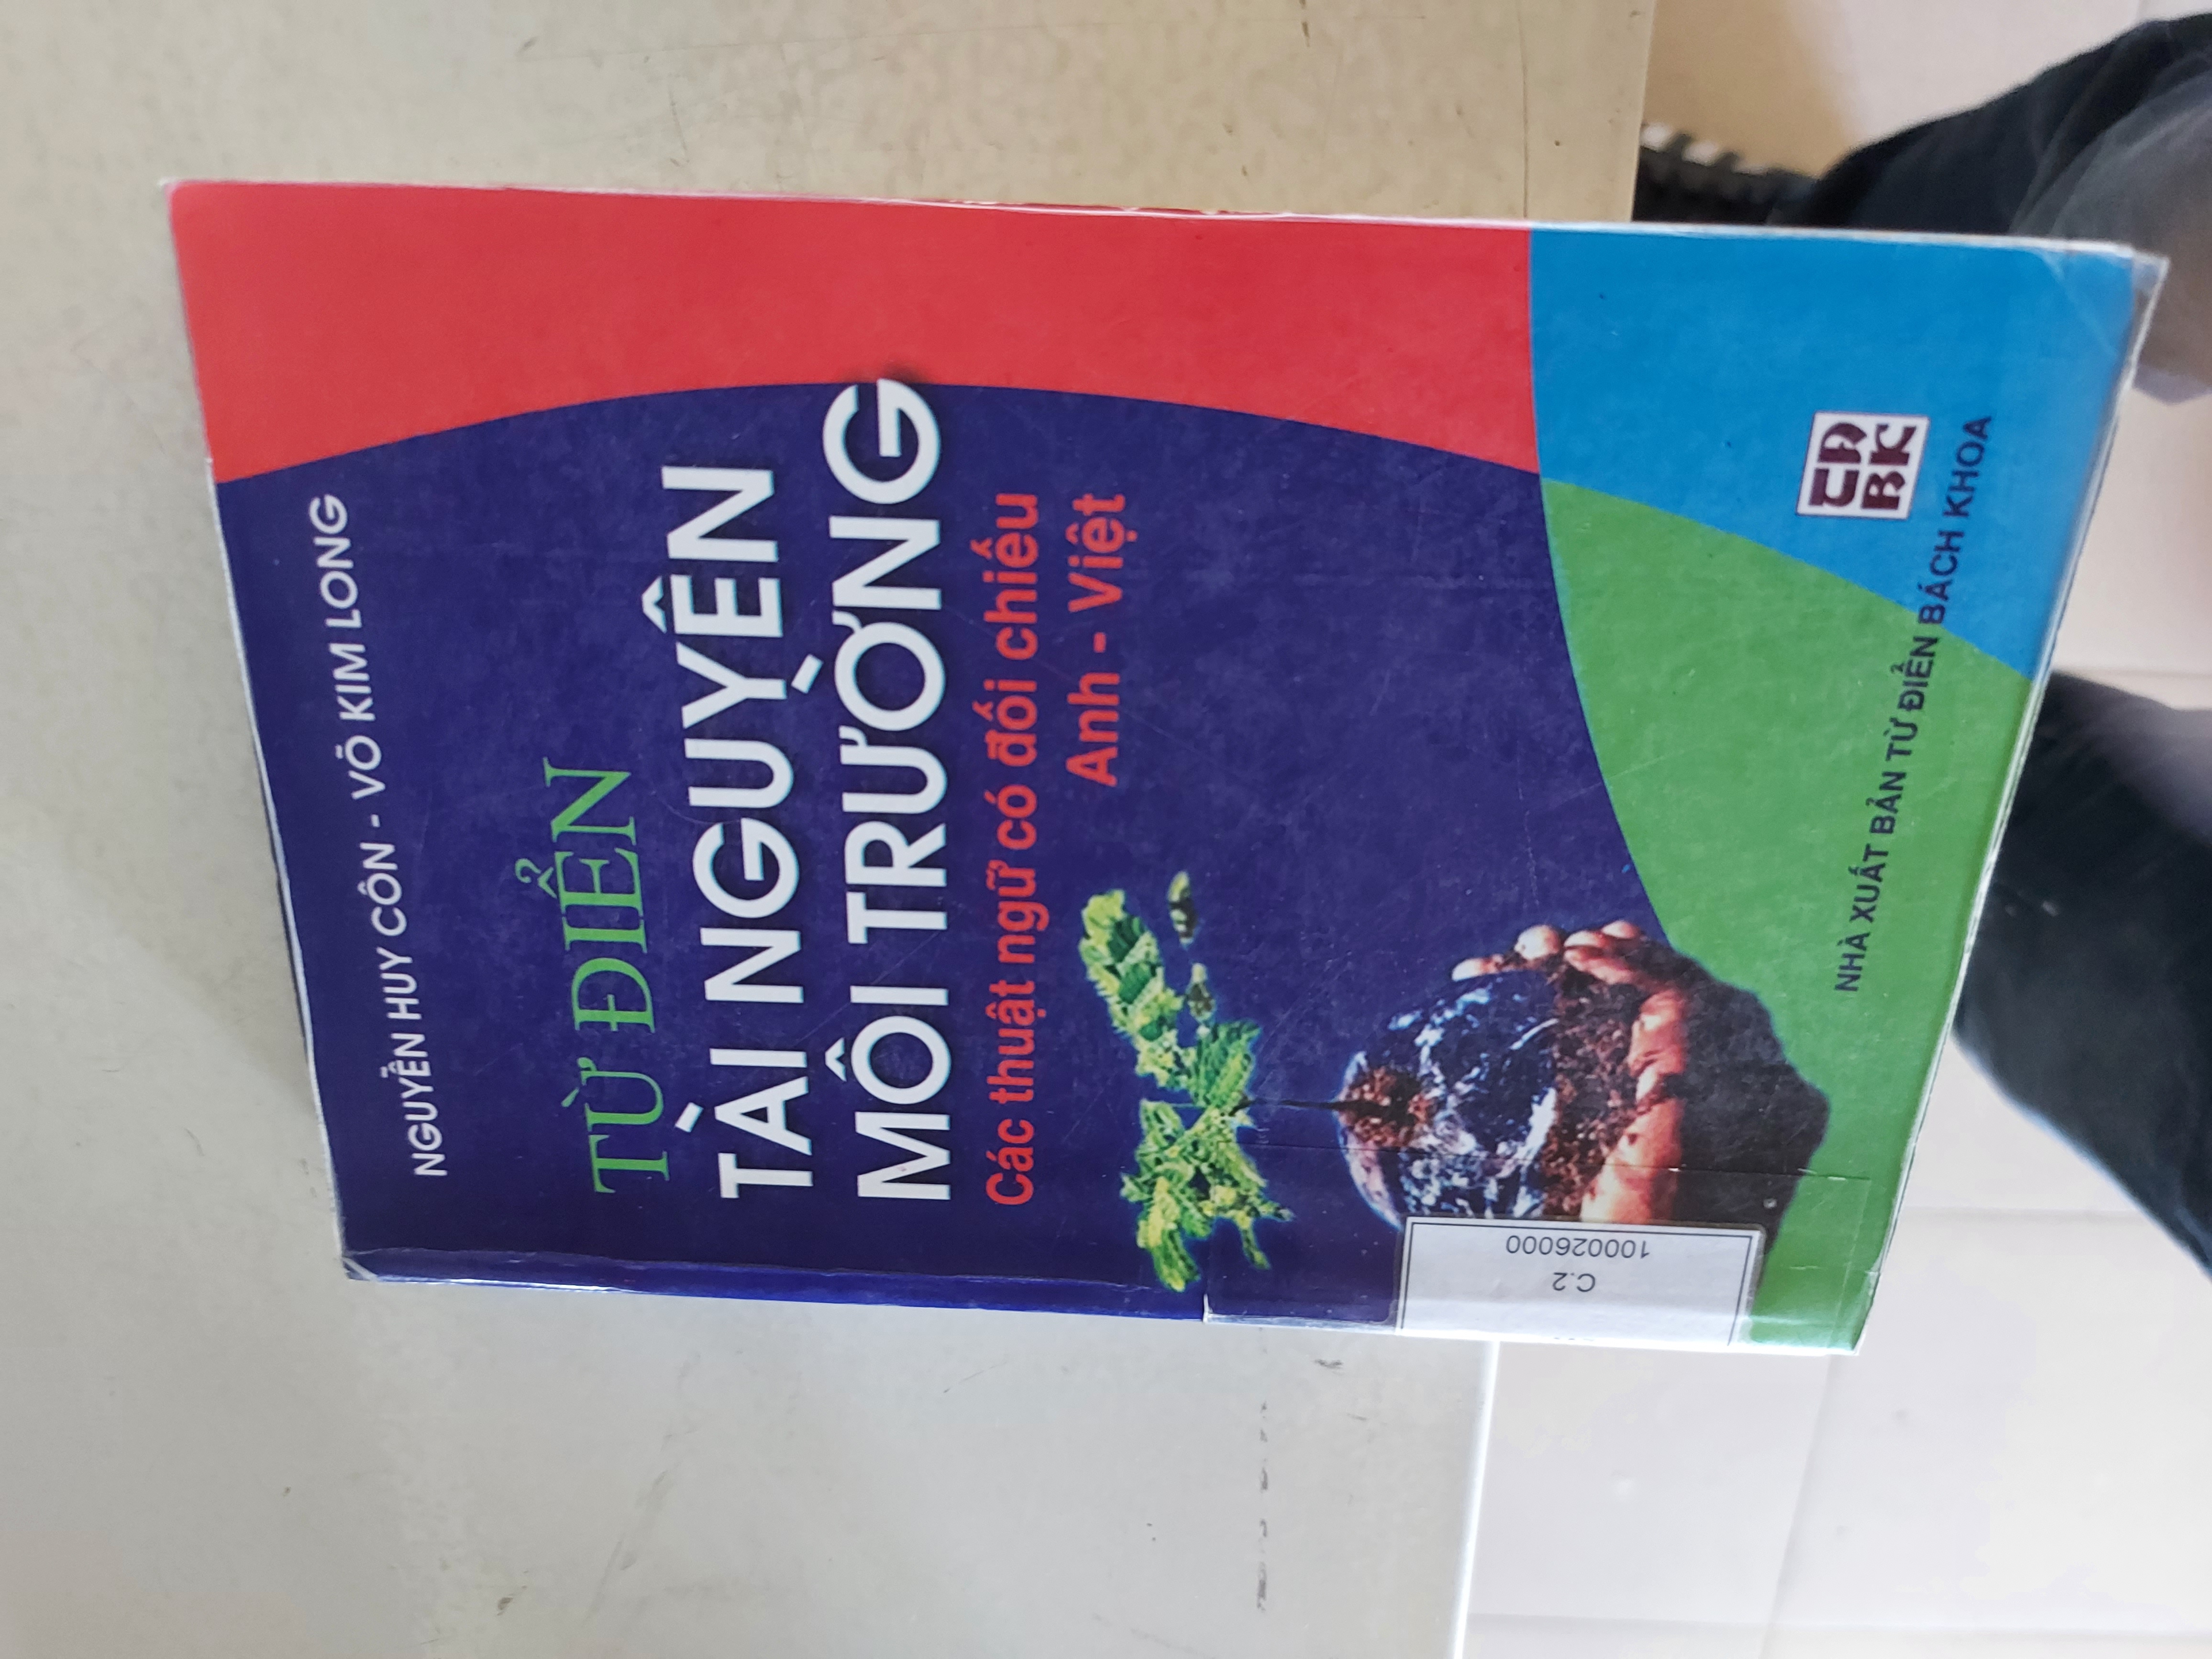 NGUYỄN HUY CÔN - VÕ KIM LONG
TỪ ĐIỂN
TÀI NGUYÊN
MÔI TRƯỜNG
Các thuật ngữ có đối chiếu
Anh - Việt
C.2
100026000
TĐ
BK
NHÀ XUẤT BẢN TỪ ĐIỂN BÁCH KHOA